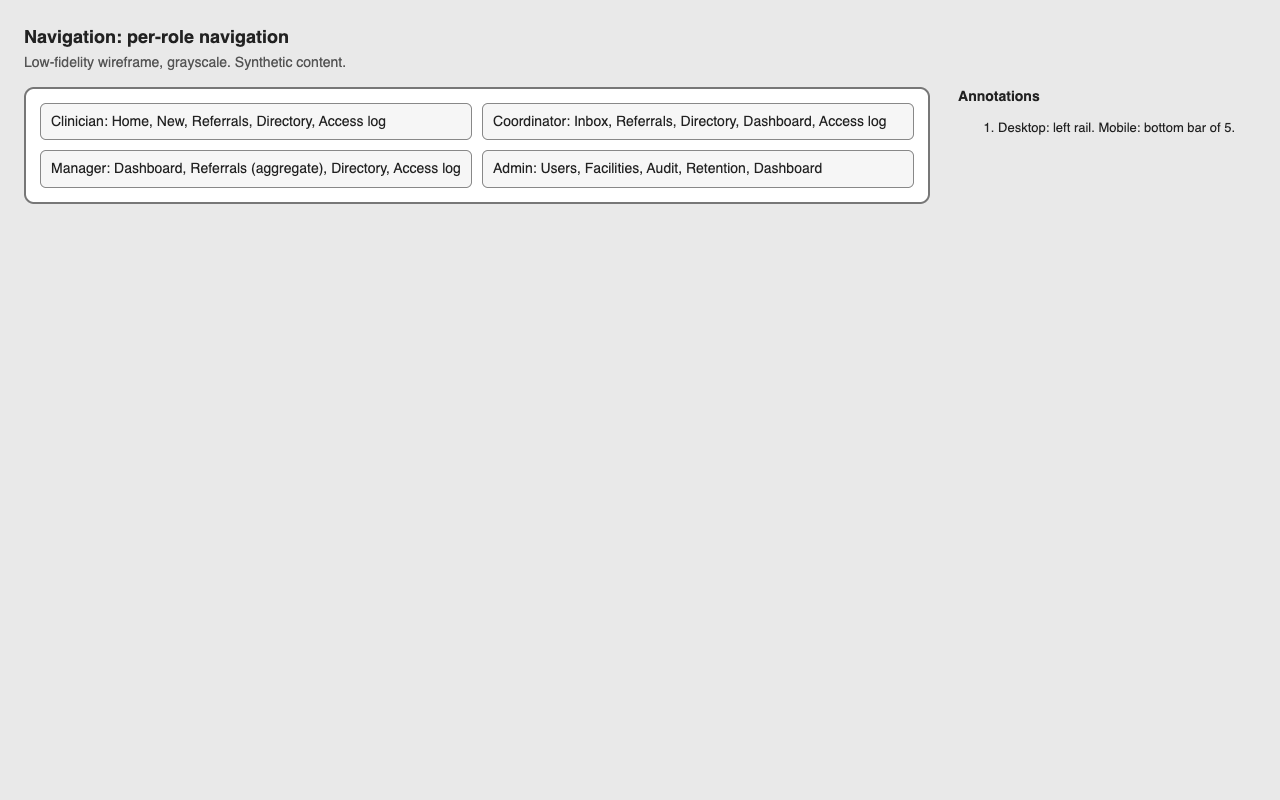 Navigation: per-role navigation
Low-fidelity wireframe, grayscale. Synthetic content.
Clinician: Home, New, Referrals, Directory, Access log
Coordinator: Inbox, Referrals, Directory, Dashboard, Access log
Manager: Dashboard, Referrals (aggregate), Directory, Access log
Admin: Users, Facilities, Audit, Retention, Dashboard
Annotations
1. Desktop: left rail. Mobile: bottom bar of 5.